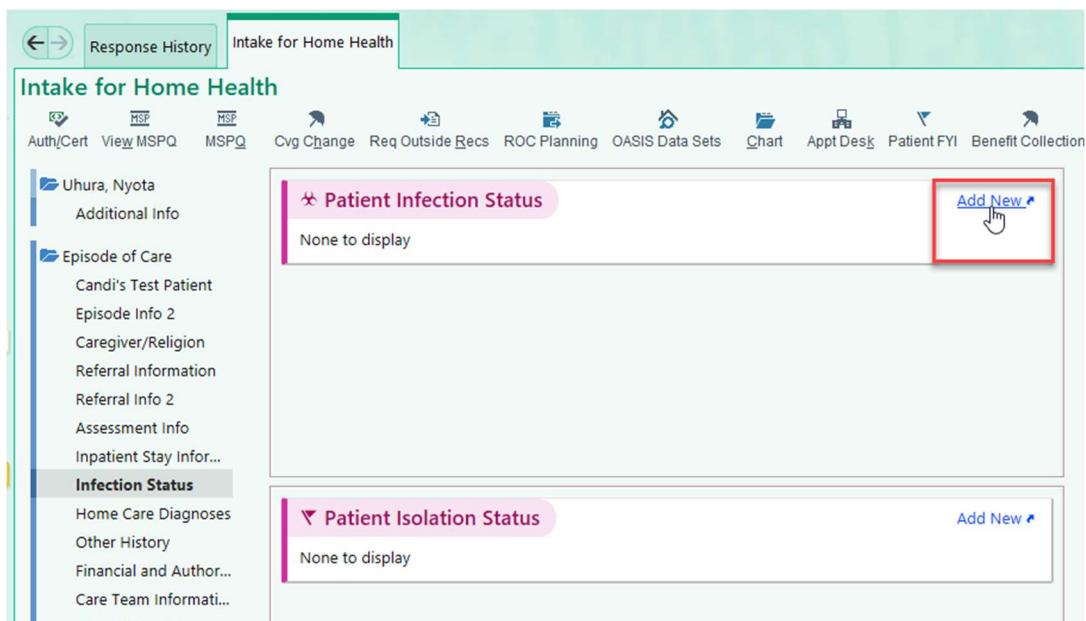 Response History
Intake for Home Health
Intake for Home Health
Auth/Cert View MSPQ MSPQ Cvg Change Req Outside Recs ROC Planning OASIS Data Sets Chart Appt Desk Patient FYI Benefit Collection
MSP MSP
Uhura, Nyota
Additional Info
Episode of Care
Candi's Test Patient
Episode Info 2
Caregiver/Religion
Referral Information
Referral Info 2
Assessment Info
Inpatient Stay Infor...
Infection Status
Home Care Diagnoses
Other History
Financial and Author...
Care Team Informati...
Patient Infection Status
Add New
None to display
Patient Isolation Status
Add New
None to display